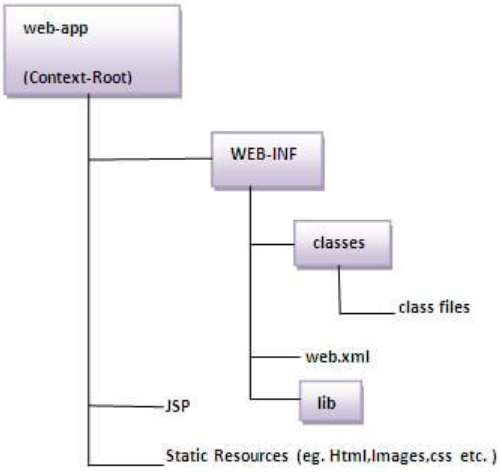 web-app
(Context-Root)
WEB-INF
classes
class files
web.xml
lib
JSP
Static Resources (eg. Html,Images,css etc. )